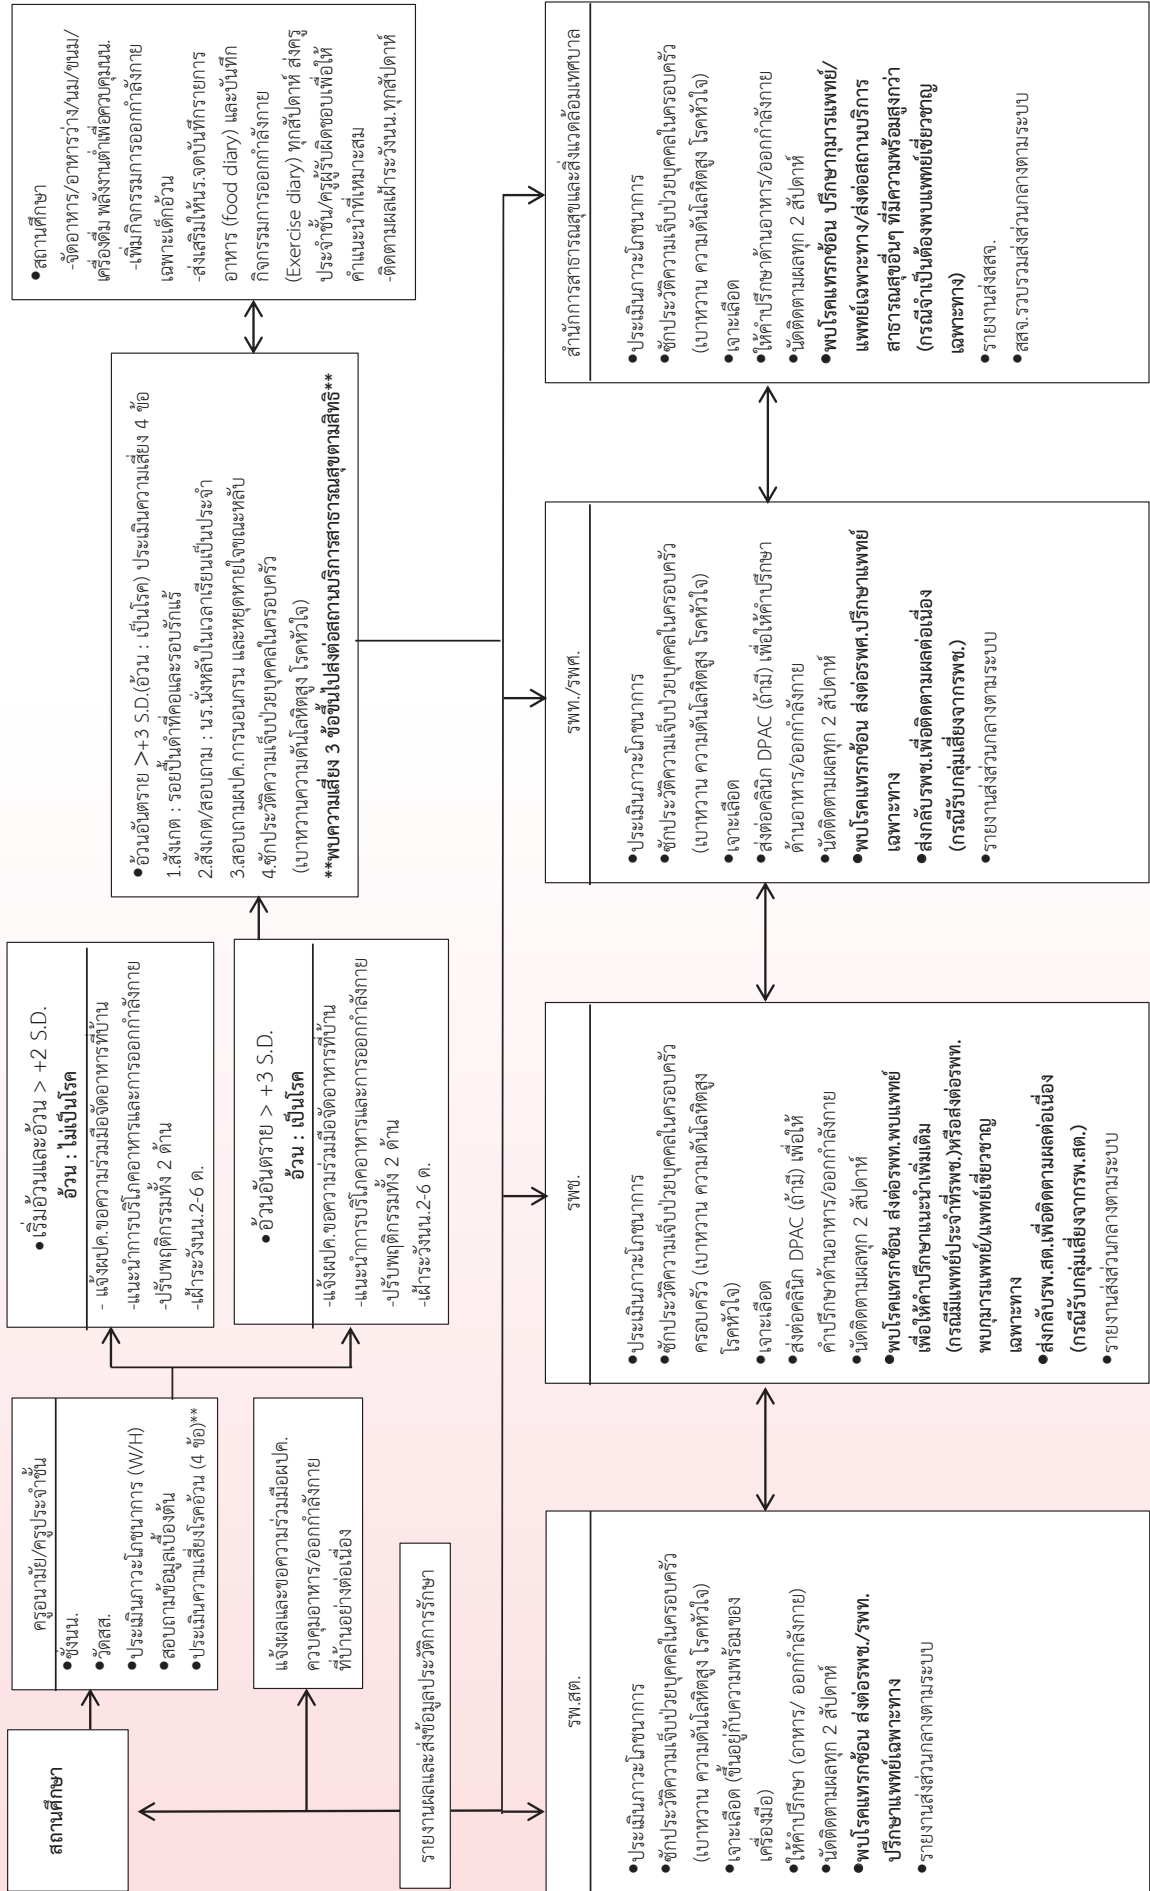 สถานศึกษา
ครูอนามัย/ครูประจำชั้น
●ชั่งนน.
●วัดสส.
●ประเมินภาวะโภชนาการ (W/H)
●สอบถามข้อมูลเบื้องต้น
●ประเมินความเสี่ยงโรคอ้วน (4 ข้อ)**
แจ้งผลและขอความร่วมมือผปค.
ควบคุมอาหาร/ออกกำลังกาย
ที่บ้านอย่างต่อเนื่อง
รายงานผลและส่งข้อมูลประวัติการรักษา
●เริ่มอ้วนและอ้วน > +2 S.D.
อ้วน : ไม่เป็นโรค
- แจ้งผปค.ขอความร่วมมือจัดอาหารที่บ้าน
-แนะนำการบริโภคอาหารและการออกกำลังกาย
-ปรับพฤติกรรมทั้ง 2 ด้าน
-เฝ้าระวังนน.2-6 ด.
●อ้วนอันตราย > +3 S.D.
อ้วน : เป็นโรค
-แจ้งผปค.ขอความร่วมมือจัดอาหารที่บ้าน
-แนะนำการบริโภคอาหารและการออกกำลังกาย
-ปรับพฤติกรรมทั้ง 2 ด้าน
-เฝ้าระวังนน.2-6 ด.
●อ้วนอันตราย >+3 S.D.(อ้วน : เป็นโรค) ประเมินความเสี่ยง 4 ข้อ
1.สังเกต : รอยปื้นดำที่คอและรอบรักแร้
2.สังเกต/สอบถาม : นร.นั่งหลับในเวลาเรียนเป็นประจำ
3.สอบถามผปค.การนอนกรน และหยุดหายใจขณะหลับ
4.ซักประวัติความเจ็บป่วยบุคคลในครอบครัว
(เบาหวานความดันโลหิตสูง โรคหัวใจ)
**พบความเสี่ยง 3 ข้อขึ้นไปส่งต่อสถานบริการสาธารณสุขตามสิทธิ**
●สถานศึกษา
-จัดอาหาร/อาหารว่าง/นม/ขนม/
เครื่องดื่ม พลังงานต่ำเพื่อควบคุมนน.
-เพิ่มกิจกรรมการออกกำลังกาย
เฉพาะเด็กอ้วน
-ส่งเสริมให้นร.จดบันทึกรายการ
อาหาร (food diary) และบันทึก
กิจกรรมการออกกำลังกาย
(Exercise diary) ทุกสัปดาห์ ส่งครู
ประจำชั้น/ครูผู้รับผิดชอบเพื่อให้
คำแนะนำที่เหมาะสม
-ติดตามผลเฝ้าระวังนน.ทุกสัปดาห์
รพ.สต.
●ประเมินภาวะโภชนาการ
●ซักประวัติความเจ็บป่วยบุคคลในครอบครัว
(เบาหวาน ความดันโลหิตสูง โรคหัวใจ)
●เจาะเลือด (ขึ้นอยู่กับความพร้อมของ
เครื่องมือ)
●ให้คำปรึกษา (อาหาร/ ออกกำลังกาย)
●นัดติดตามผลทุก 2 สัปดาห์
●พบโรคแทรกซ้อน ส่งต่อรพช./รพท.
ปรึกษาแพทย์เฉพาะทาง
●รายงานส่งส่วนกลางตามระบบ
รพช.
●ประเมินภาวะโภชนาการ
●ซักประวัติความเจ็บป่วยบุคคลในครอบครัว
ครอบครัว (เบาหวาน ความดันโลหิตสูง
โรคหัวใจ)
●เจาะเลือด
●ส่งต่อคลินิก DPAC (ถ้ามี) เพื่อให้
คำปรึกษาด้านอาหาร/ออกกำลังกาย
●นัดติดตามผลทุก 2 สัปดาห์
●พบโรคแทรกซ้อน ส่งต่อรพท.พบแพทย์
เพื่อให้คำปรึกษาแนะนำเพิ่มเติม
(กรณีมีแพทย์ประจำที่รพช.)หรือส่งต่อรพท.
พบกุมารแพทย์/แพทย์เชี่ยวชาญ
เฉพาะทาง
●ส่งกลับรพ.สต.เพื่อติดตามผลต่อเนื่อง
(กรณีรับกลุ่มเสี่ยงจากรพ.สต.)
●รายงานส่งส่วนกลางตามระบบ
รพท./รพศ.
●ประเมินภาวะโภชนาการ
●ซักประวัติความเจ็บป่วยบุคคลในครอบครัว
(เบาหวาน ความดันโลหิตสูง โรคหัวใจ)
●เจาะเลือด
●ส่งต่อคลินิก DPAC (ถ้ามี) เพื่อให้คำปรึกษา
ด้านอาหาร/ออกกำลังกาย
●นัดติดตามผลทุก 2 สัปดาห์
●พบโรคแทรกซ้อน ส่งต่อรพศ.ปรึกษาแพทย์
เฉพาะทาง
●ส่งกลับรพช.เพื่อติดตามผลต่อเนื่อง
(กรณีรับกลุ่มเสี่ยงจากรพช.)
●รายงานส่งส่วนกลางตามระบบ
สำนักการสาธารณสุขและสิ่งแวดล้อมเทศบาล
●ประเมินภาวะโภชนาการ
●ซักประวัติความเจ็บป่วยบุคคลในครอบครัว
(เบาหวาน ความดันโลหิตสูง โรคหัวใจ)
●เจาะเลือด
●ให้คำปรึกษาด้านอาหาร/ออกกำลังกาย
●นัดติดตามผลทุก 2 สัปดาห์
●พบโรคแทรกซ้อน ปรึกษากุมารแพทย์/
แพทย์เฉพาะทาง/ส่งต่อสถานบริการ
สาธารณสุขอื่นๆ ที่มีความพร้อมสูงกว่า
(กรณีจำเป็นต้องพบแพทย์เชี่ยวชาญ
เฉพาะทาง)
●รายงานส่งสสจ.
●สสจ.รวบรวมส่งส่วนกลางตามระบบ